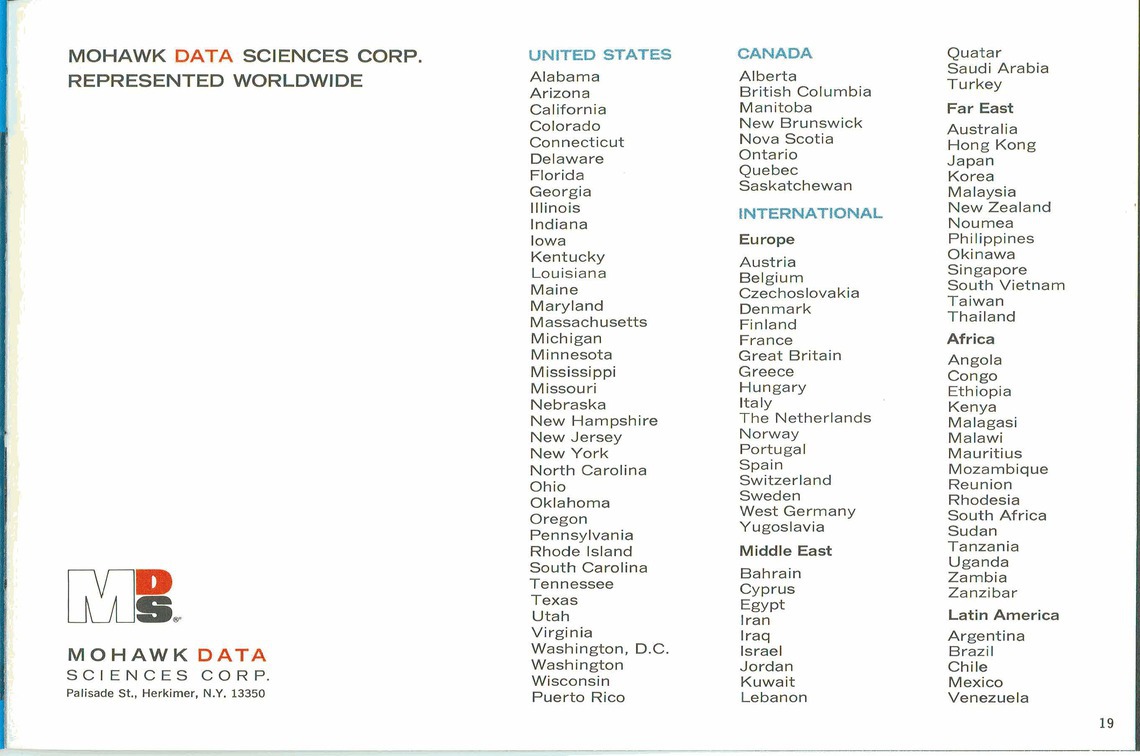 MOHAWK DATA SCIENCES CORP.
REPRESENTED WORLDWIDE
MDS®
MOHAWK DATA
SCIENCES CORP.
Palisade St., Herkimer, N.Y. 13350
UNITED STATES
Alabama
Arizona
California
Colorado
Connecticut
Delaware
Florida
Georgia
Illinois
Indiana
Iowa
Kentucky
Louisiana
Maine
Maryland
Massachusetts
Michigan
Minnesota
Mississippi
Missouri
Nebraska
New Hampshire
New Jersey
New York
North Carolina
Ohio
Oklahoma
Oregon
Pennsylvania
Rhode Island
South Carolina
Tennessee
Texas
Utah
Virginia
Washington, D.C.
Washington
Wisconsin
Puerto Rico
CANADA
Alberta
British Columbia
Manitoba
New Brunswick
Nova Scotia
Ontario
Quebec
Saskatchewan
INTERNATIONAL
Europe
Austria
Belgium
Czechoslovakia
Denmark
Finland
France
Great Britain
Greece
Hungary
Italy
The Netherlands
Norway
Portugal
Spain
Switzerland
Sweden
West Germany
Yugoslavia
Middle East
Bahrain
Cyprus
Egypt
Iran
Iraq
Israel
Jordan
Kuwait
Lebanon
Quatar
Saudi Arabia
Turkey
Far East
Australia
Hong Kong
Japan
Korea
Malaysia
New Zealand
Noumea
Philippines
Okinawa
Singapore
South Vietnam
Taiwan
Thailand
Africa
Angola
Congo
Ethiopia
Kenya
Malagasi
Malawi
Mauritius
Mozambique
Reunion
Rhodesia
South Africa
Sudan
Tanzania
Uganda
Zambia
Zanzibar
Latin America
Argentina
Brazil
Chile
Mexico
Venezuela
19